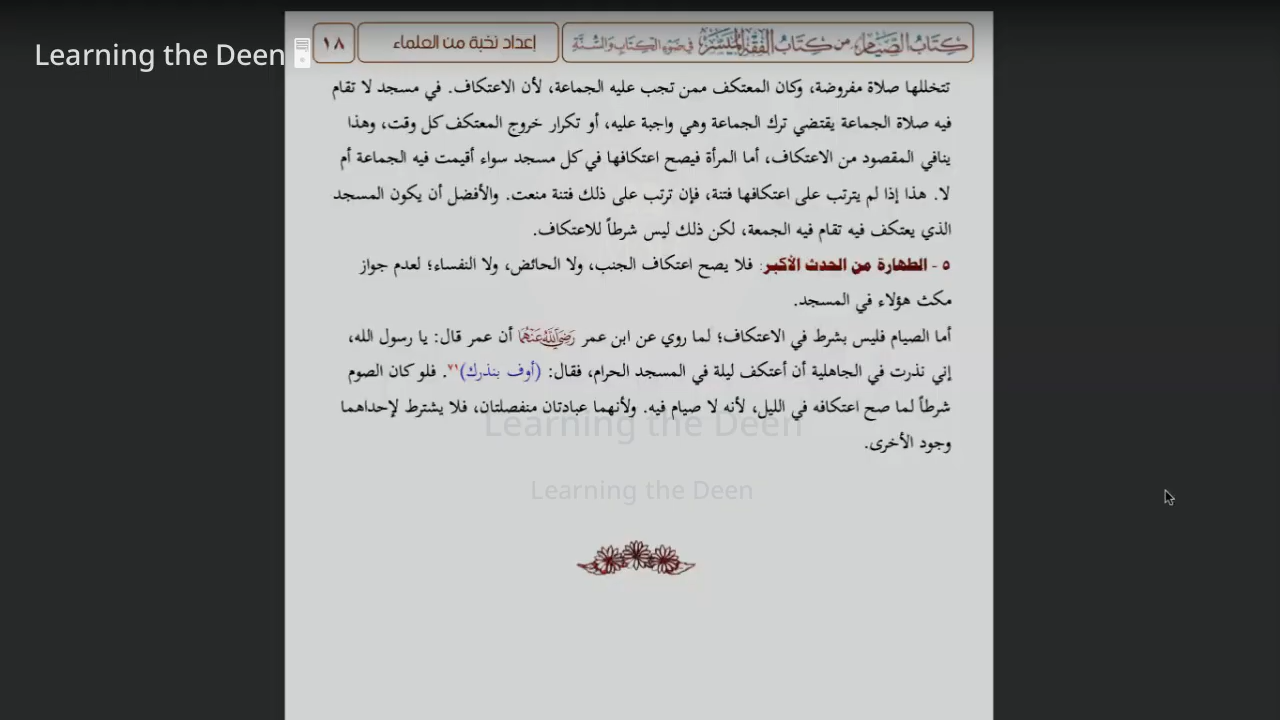 Learning the Deen
كتاب الصيام من كتاب الفقه الميسر في ضوء الكتاب والسنة
إعداد نخبة من العلماء
١٨
تتخللها صلاة مفروضة، وكان المعتكف ممن تجب عليه الجماعة، لأن الاعتكاف. في مسجد لا تقام
فيه صلاة الجماعة يقتضي ترك الجماعة وهي واجبة عليه، أو تكرار خروج المعتكف كل وقت، وهذا
ينافي المقصود من الاعتكاف، أما المرأة فيصح اعتكافها في كل مسجد سواء أقيمت فيه الجماعة أم
لا. هذا إذا لم يترتب على اعتكافها فتنة، فإن ترتب على ذلك فتنة منعت. والأفضل أن يكون المسجد
الذي يعتكف فيه تقام فيه الجمعة، لكن ذلك ليس شرطاً للاعتكاف.
٥ - الطهارة من الحدث الأكبر: فلا يصح اعتكاف الجنب، ولا الحائض، ولا النفساء؛ لعدم جواز
مكث هؤلاء في المسجد.
أما الصيام فليس بشرط في الاعتكاف؛ لما روي عن ابن عمر رَضِيَ اللَّهُ عَنْهُمَا أن عمر قال: يا رسول الله،
إني نذرت في الجاهلية أن أعتكف ليلة في المسجد الحرام، فقال: (أوف بنذرك)٧١. فلو كان الصوم
شرطاً لما صح اعتكافه في الليل، لأنه لا صيام فيه. ولأنهما عبادتان منفصلتان، فلا يشترط لإحداهما
وجود الأخرى.
Learning the Deen
Learning the Deen